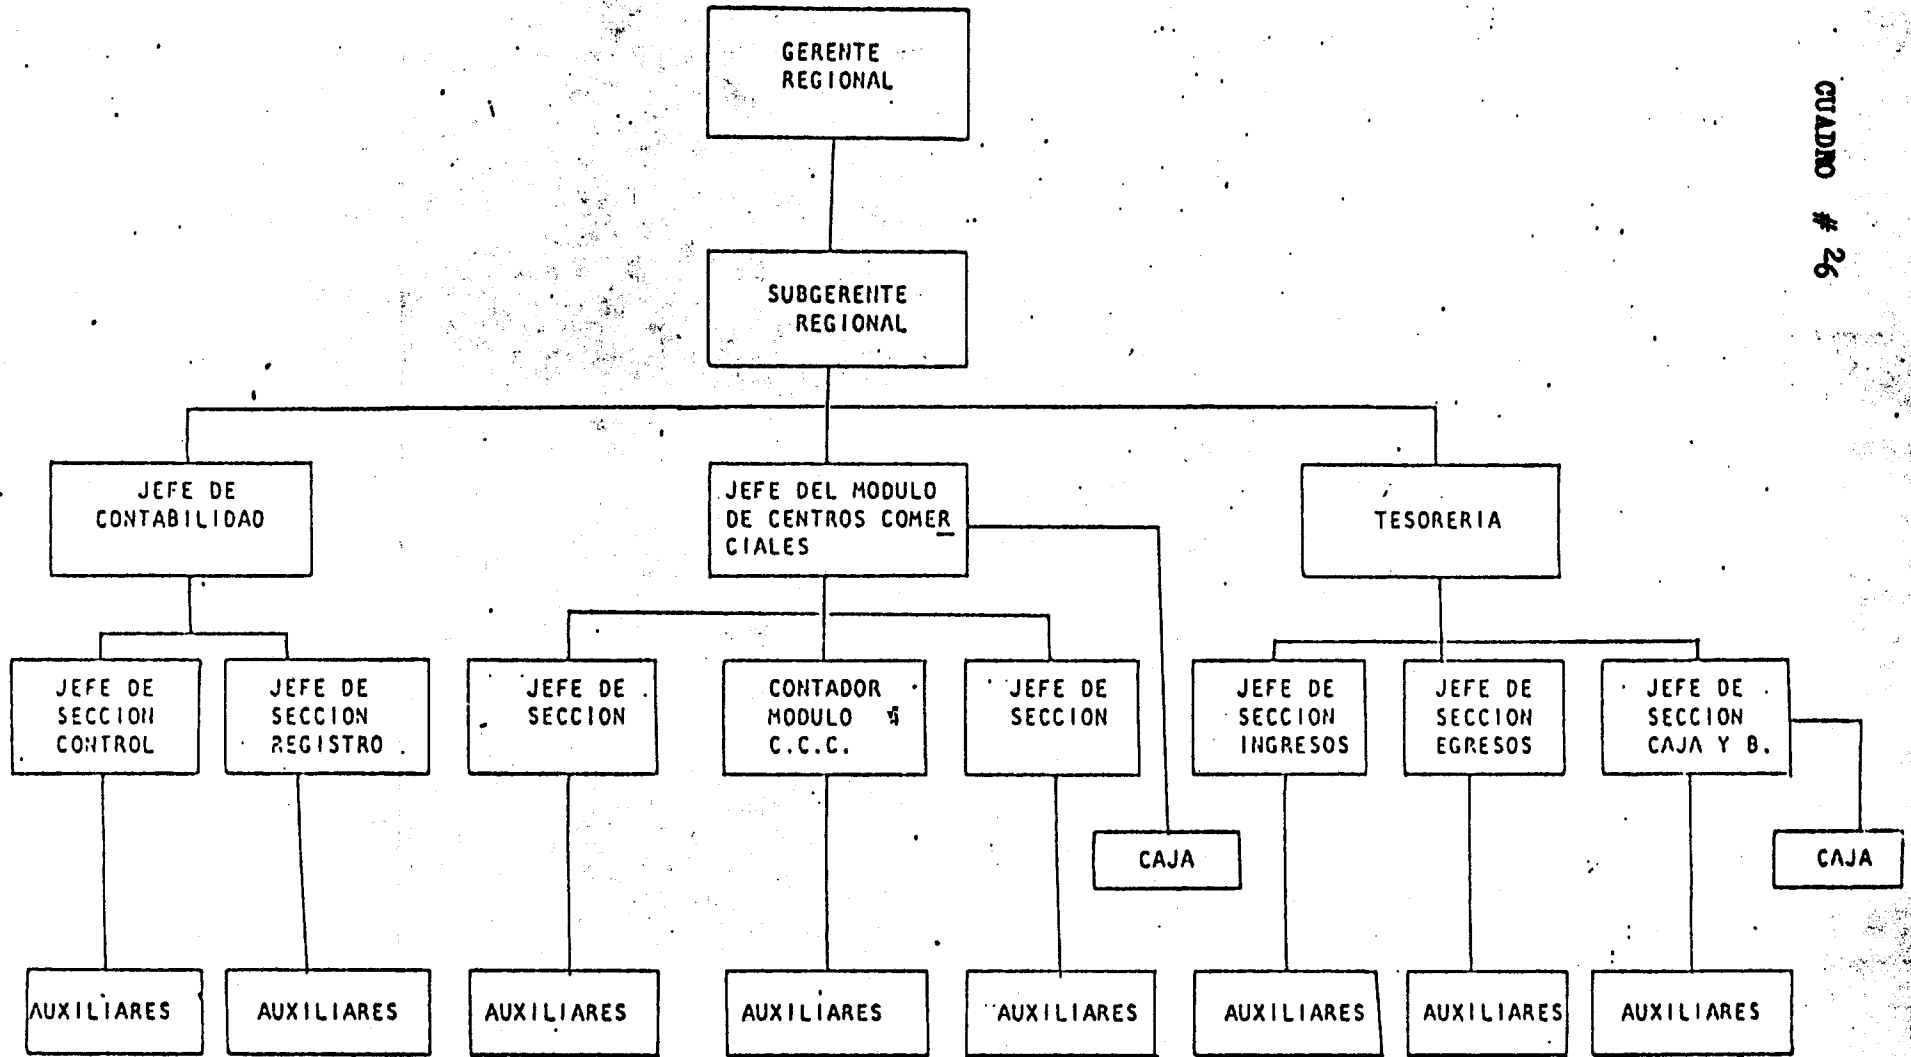 CUADRO # 26
GERENTE
REGIONAL
SUBGERENTE
REGIONAL
JEFE DE
CONTABILIDAD
JEFE DEL MODULO
DE CENTROS COMER
CIALES
TESORERIA
JEFE DE
SECCION
CONTROL
JEFE DE
SECCION
REGISTRO
JEFE DE
SECCION
CONTADOR
MODULO
C.C.C.
JEFE DE
SECCION
JEFE DE
SECCION
INGRESOS
JEFE DE
SECCION
EGRESOS
JEFE DE
SECCION
CAJA Y B.
CAJA
CAJA
AUXILIARES
AUXILIARES
AUXILIARES
AUXILIARES
AUXILIARES
AUXILIARES
AUXILIARES
AUXILIARES